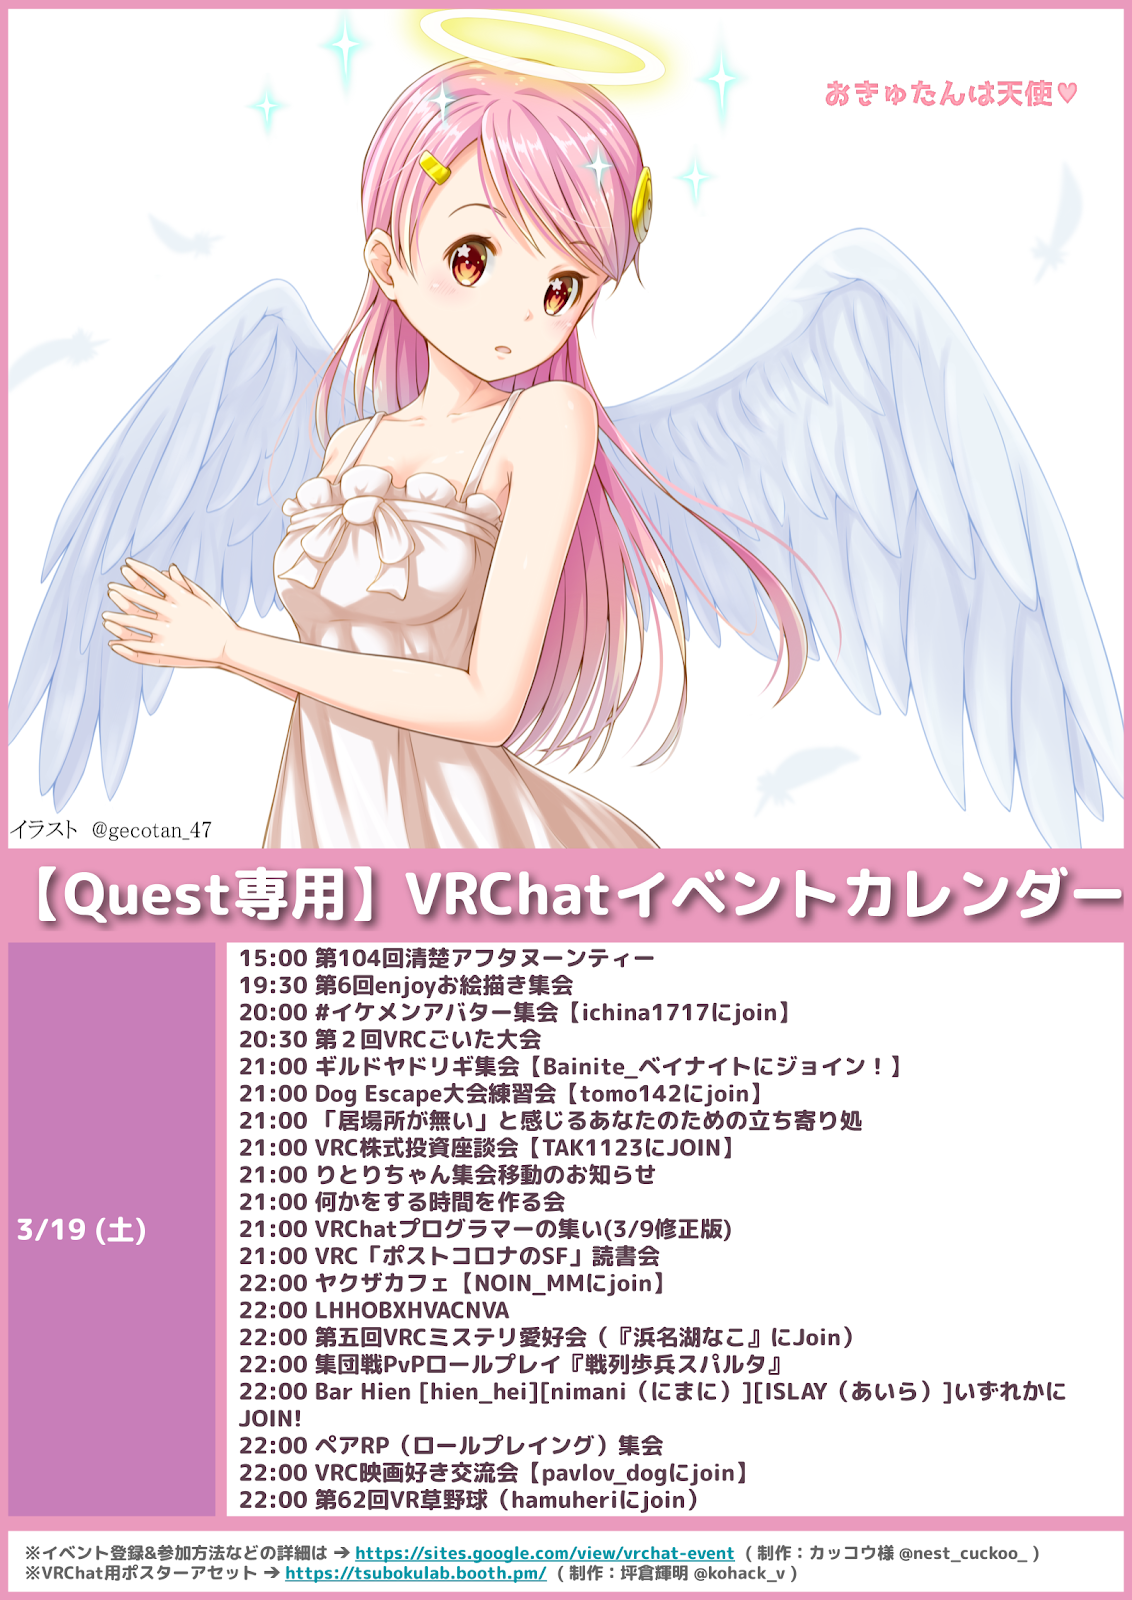 おきゅたんは天使♥
イラスト @gecotan_47
【Quest専用】VRChatイベントカレンダー
3/19 (土)
15:00 第104回清楚アフタヌーンティー
19:30 第6回enjoyお絵描き集会
20:00 #イケメンアバター集会【ichina1717にjoin】
20:30 第２回VRCごいた大会
21:00 ギルドヤドリギ集会【Bainite_ベイナイトにジョイン！】
21:00 Dog Escape大会練習会【tomo142にjoin】
21:00 「居場所が無い」と感じるあなたのための立ち寄り処
21:00 VRC株式投資座談会【TAK1123にJOIN】
21:00 りとりちゃん集会移動のお知らせ
21:00 何かをする時間を作る会
21:00 VRChatプログラマーの集い(3/9修正版)
21:00 VRC「ポストコロナのSF」読書会
22:00 ヤクザカフェ【NOIN_MMにjoin】
22:00 LHHOBXHVACNVA
22:00 第五回VRCミステリ愛好会（『浜名湖なこ』にJoin）
22:00 集団戦PvPロールプレイ『戦列歩兵スパルタ』
22:00 Bar Hien [hien_hei][nimani（にまに）][ISLAY（あいら）]いずれかに
JOIN!
22:00 ペアRP（ロールプレイング）集会
22:00 VRC映画好き交流会【pavlov_dogにjoin】
22:00 第62回VR草野球（hamuheriにjoin）
※イベント登録&参加方法などの詳細は ➔ https://sites.google.com/view/vrchat-event ( 制作：カッコウ様 @nest_cuckoo_ )
※VRChat用ポスターアセット ➔ https://tsubokulab.booth.pm/ ( 制作：坪倉輝明 @kohack_v )